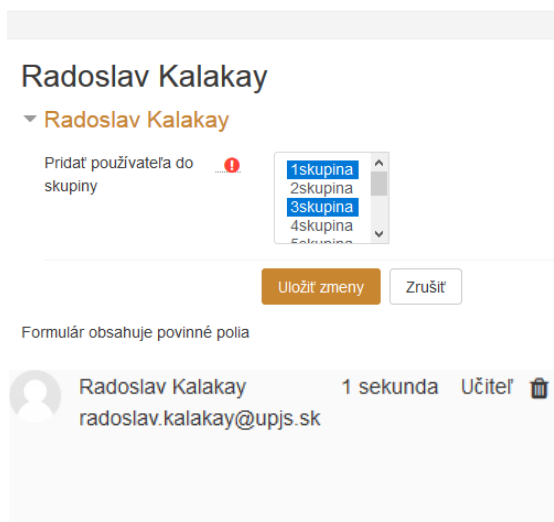 Radoslav Kalakay
Radoslav Kalakay
Pridať používateľa do
skupiny
1skupina
2skupina
3skupina
4skupina
5skupina
Uložiť zmeny
Zrušiť
Formulár obsahuje povinné polia
Radoslav Kalakay 1 sekunda Učiteľ
radoslav.kalakay@upjs.sk